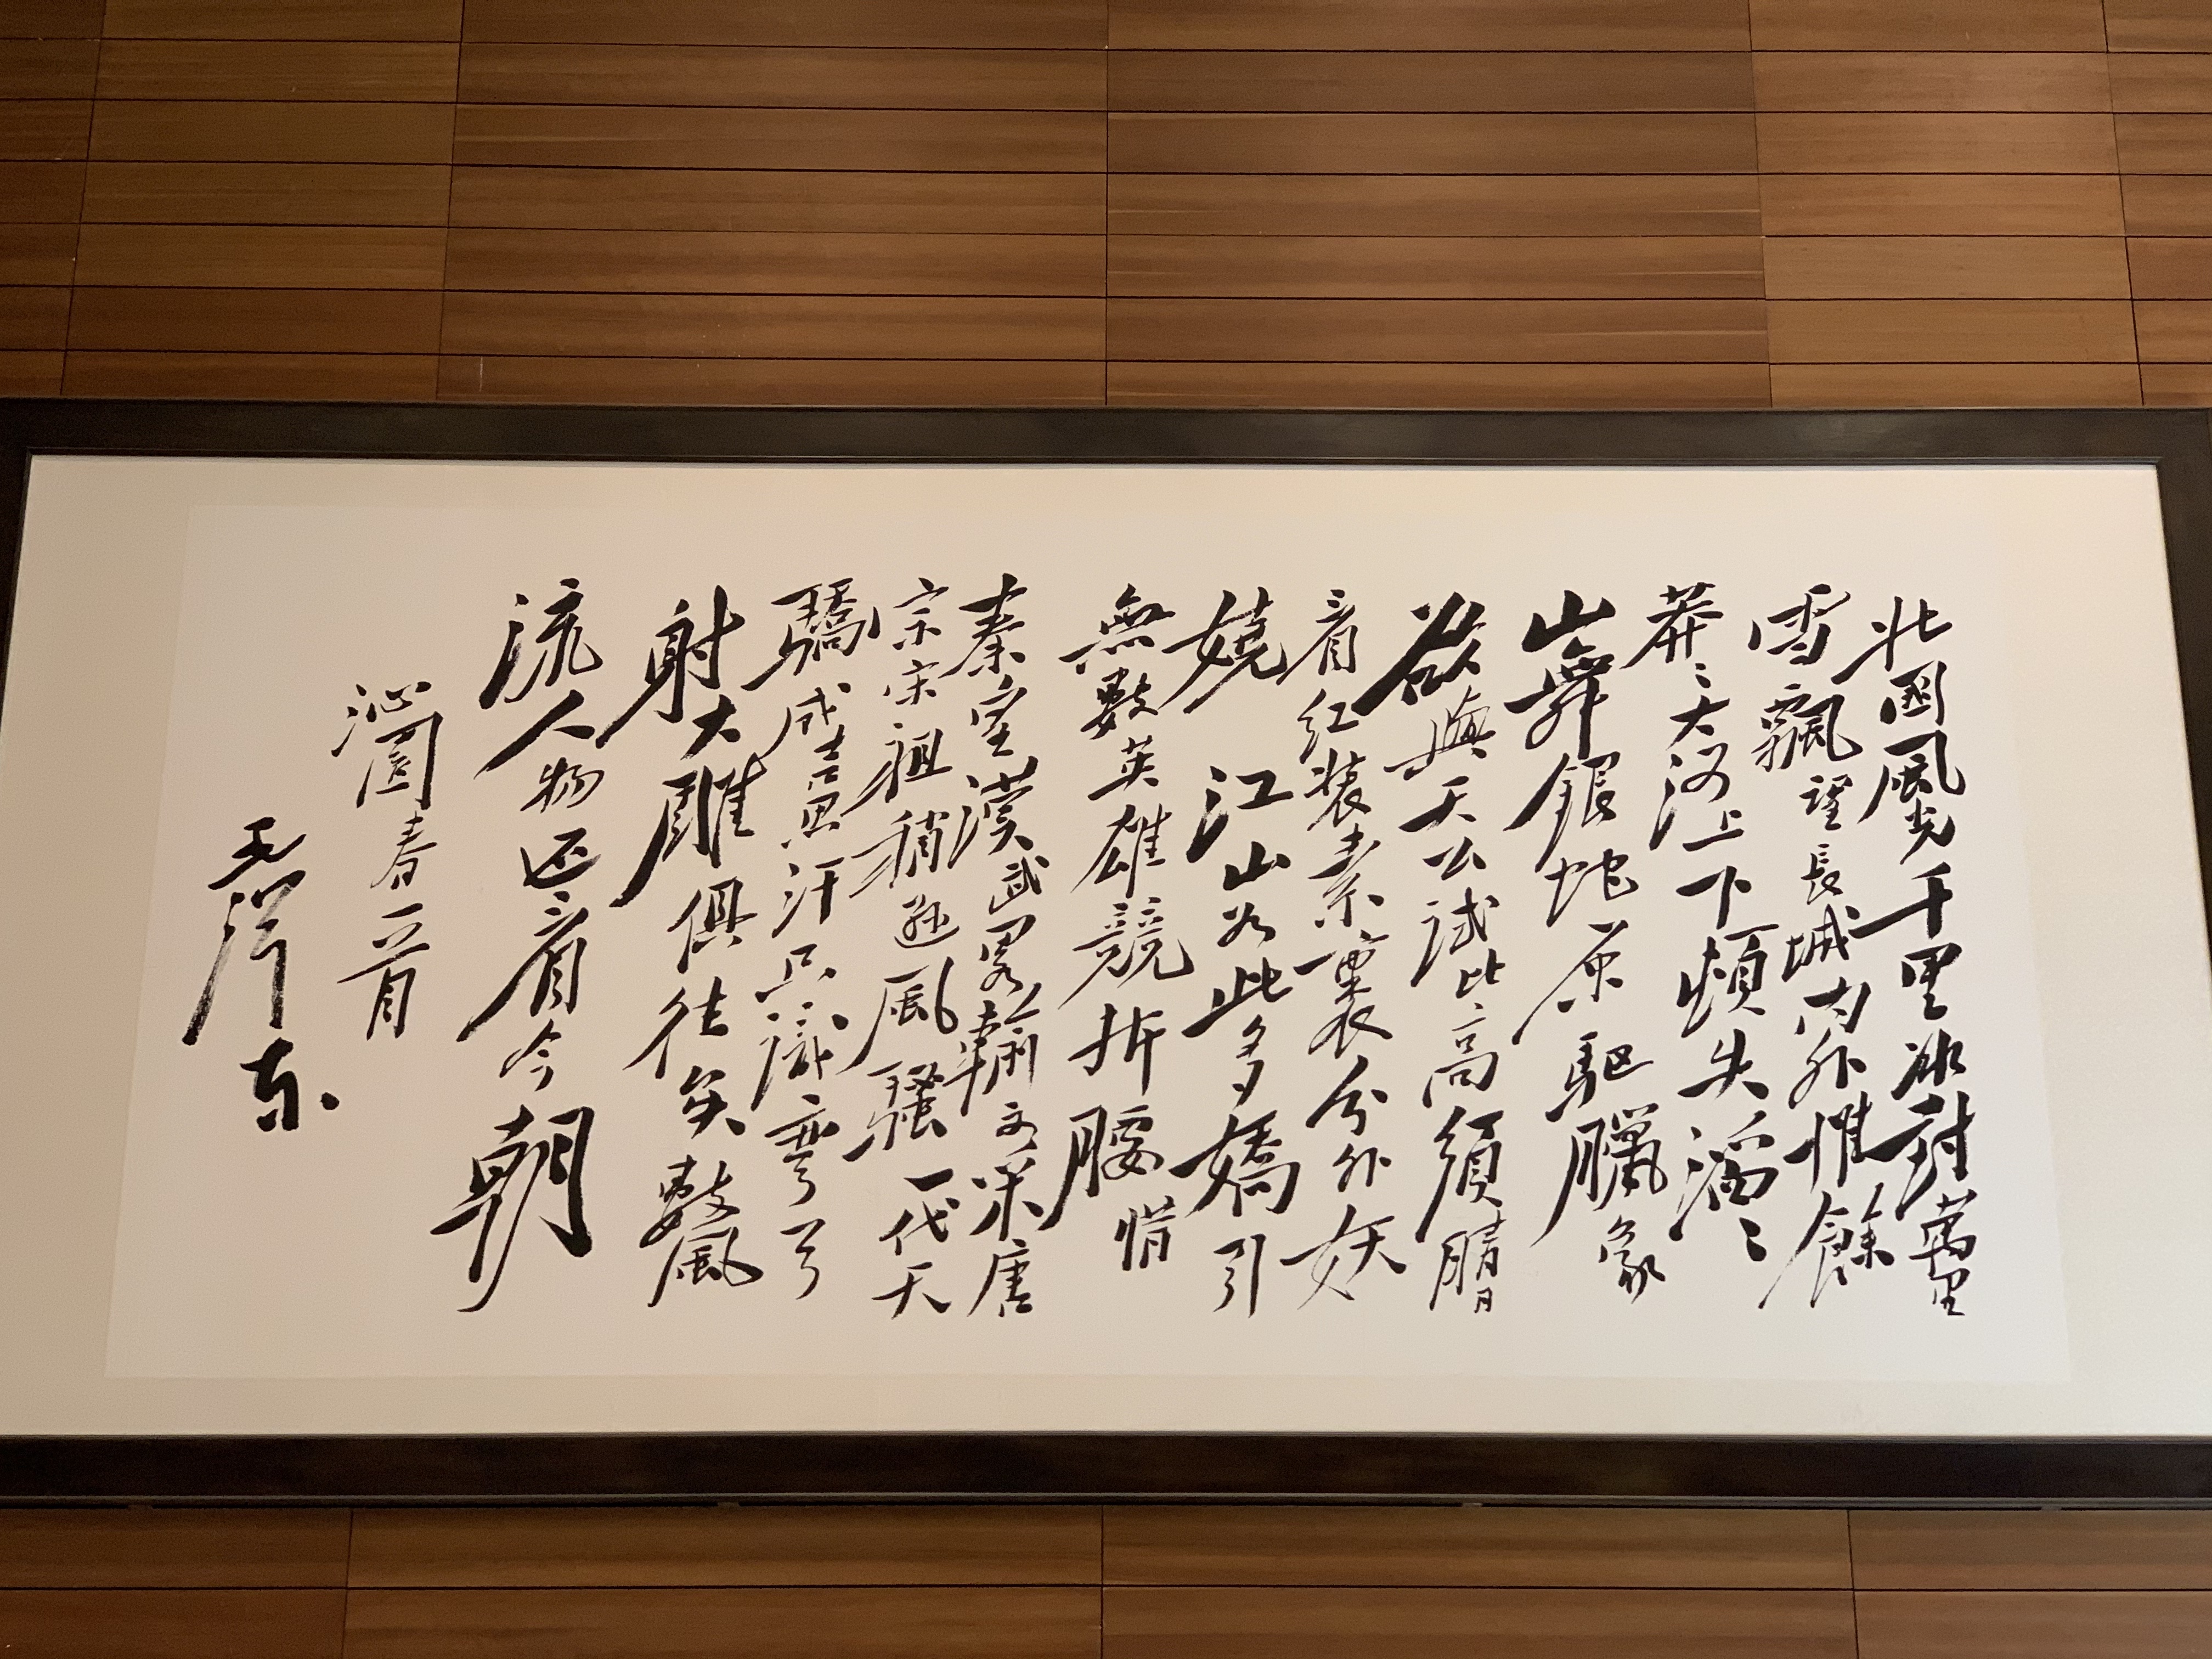 北國風光千里冰封萬里
雪飄望長城內外惟餘
莽〻大河上下頓失滔〻
山舞銀蛇原馳臘象
欲與天公試比高須晴日
看红装素裹分外妖
嬈　江山如此多嬌引
無數英雄競折腰惜
秦皇漢武略輸文采唐
宗宋祖稍遜風騷一代天
驕成吉思汗只識彎弓
射大雕俱往矣數風
流人物还看今朝
沁園春一首
毛澤东